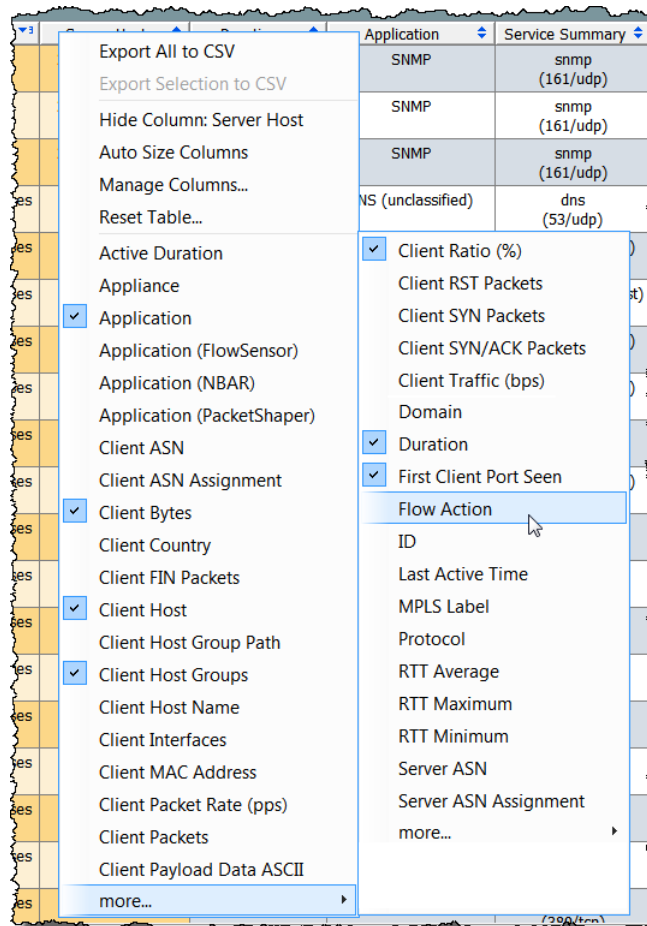 Application
Service Summary
SNMP
snmp
(161/udp)
SNMP
snmp
(161/udp)
SNMP
snmp
(161/udp)
NS (unclassified)
dns
(53/udp)
Export All to CSV
Export Selection to CSV
Hide Column: Server Host
Auto Size Columns
Manage Columns...
Reset Table...
Active Duration
Appliance
Application
Application (FlowSensor)
Application (NBAR)
Application (PacketShaper)
Client ASN
Client ASN Assignment
Client Bytes
Client Country
Client FIN Packets
Client Host
Client Host Group Path
Client Host Groups
Client Host Name
Client Interfaces
Client MAC Address
Client Packet Rate (pps)
Client Packets
Client Payload Data ASCII
more...
Client Ratio (%)
Client RST Packets
Client SYN Packets
Client SYN/ACK Packets
Client Traffic (bps)
Domain
Duration
First Client Port Seen
Flow Action
ID
Last Active Time
MPLS Label
Protocol
RTT Average
RTT Maximum
RTT Minimum
Server ASN
Server ASN Assignment
more...